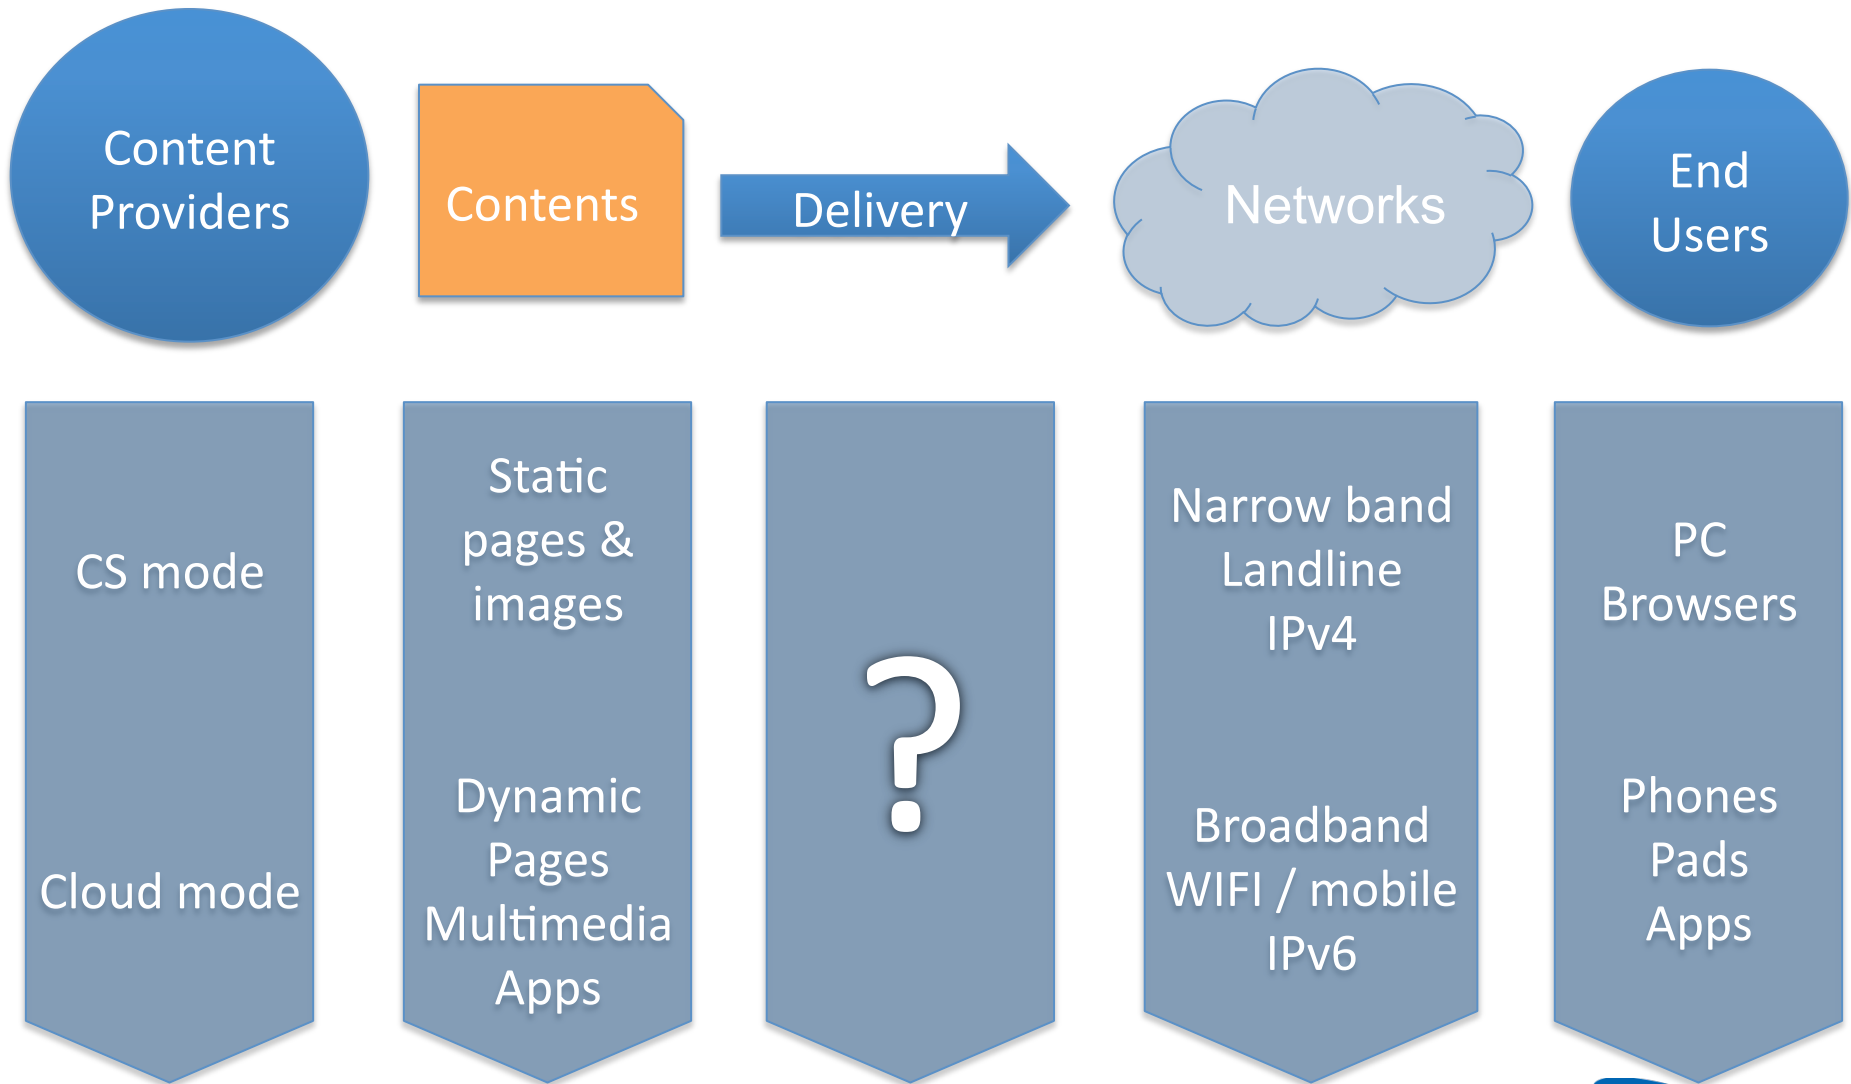 Content
Providers
Contents
Delivery
Networks
End
Users
CS mode
Cloud mode
Static
pages &
images
Dynamic
Pages
Multimedia
Apps
?
Narrow band
Landline
IPv4
Broadband
WIFI / mobile
IPv6
PC
Browsers
Phones
Pads
Apps